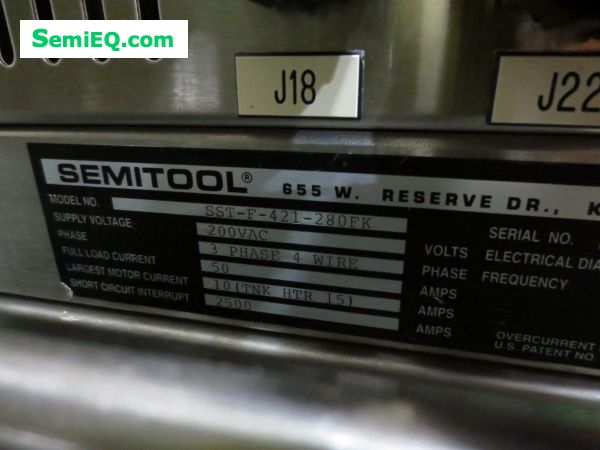 SemiEQ.com
J18
J22
SEMITOOL® 655 W. RESERVE DR., K
MODEL NO. SST-F-421-280FK SERIAL NO.
SUPPLY VOLTAGE 200VAC VOLTS ELECTRICAL DIA
PHASE 3 PHASE 4 WIRE PHASE FREQUENCY
FULL LOAD CURRENT 50 AMPS
LARGEST MOTOR CURRENT 10(TNK HTR 15) AMPS OVERCURRENT
SHORT CIRCUIT INTERRUPT 2500 AMPS U.S. PATENT NO.